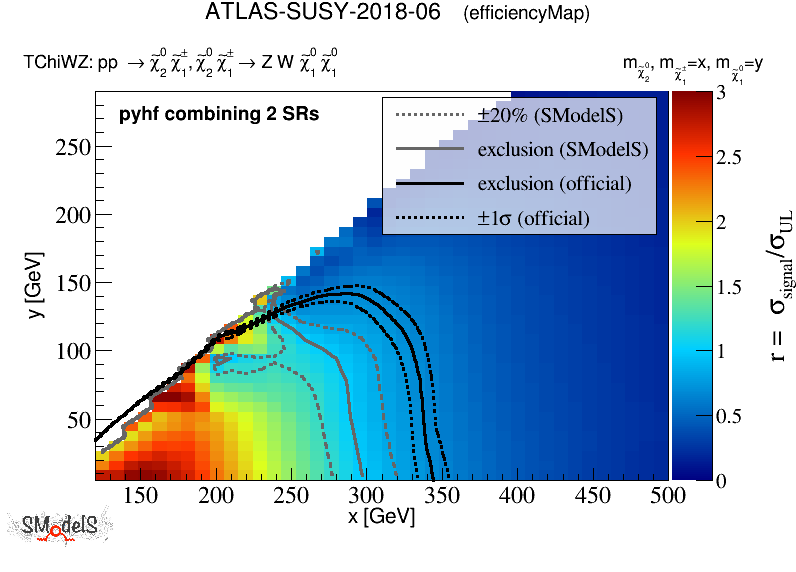 ATLAS-SUSY-2018-06 (efficiencyMap)
TChiWZ: pp → χ̃⁰₂ χ̃±₁, χ̃⁰₂ χ̃±₁ → Z W χ̃⁰₁ χ̃⁰₁
m_χ̃⁰₂, m_χ̃±₁=x, m_χ̃⁰₁=y
pyhf combining 2 SRs
±20% (SModelS)
exclusion (SModelS)
exclusion (official)
±1σ (official)
y [GeV]
250
200
150
100
50
150 200 250 300 350 400 450 500
x [GeV]
3
2.5
2
1.5
1
0.5
0
r = σ_signal/σ_UL
SModelS